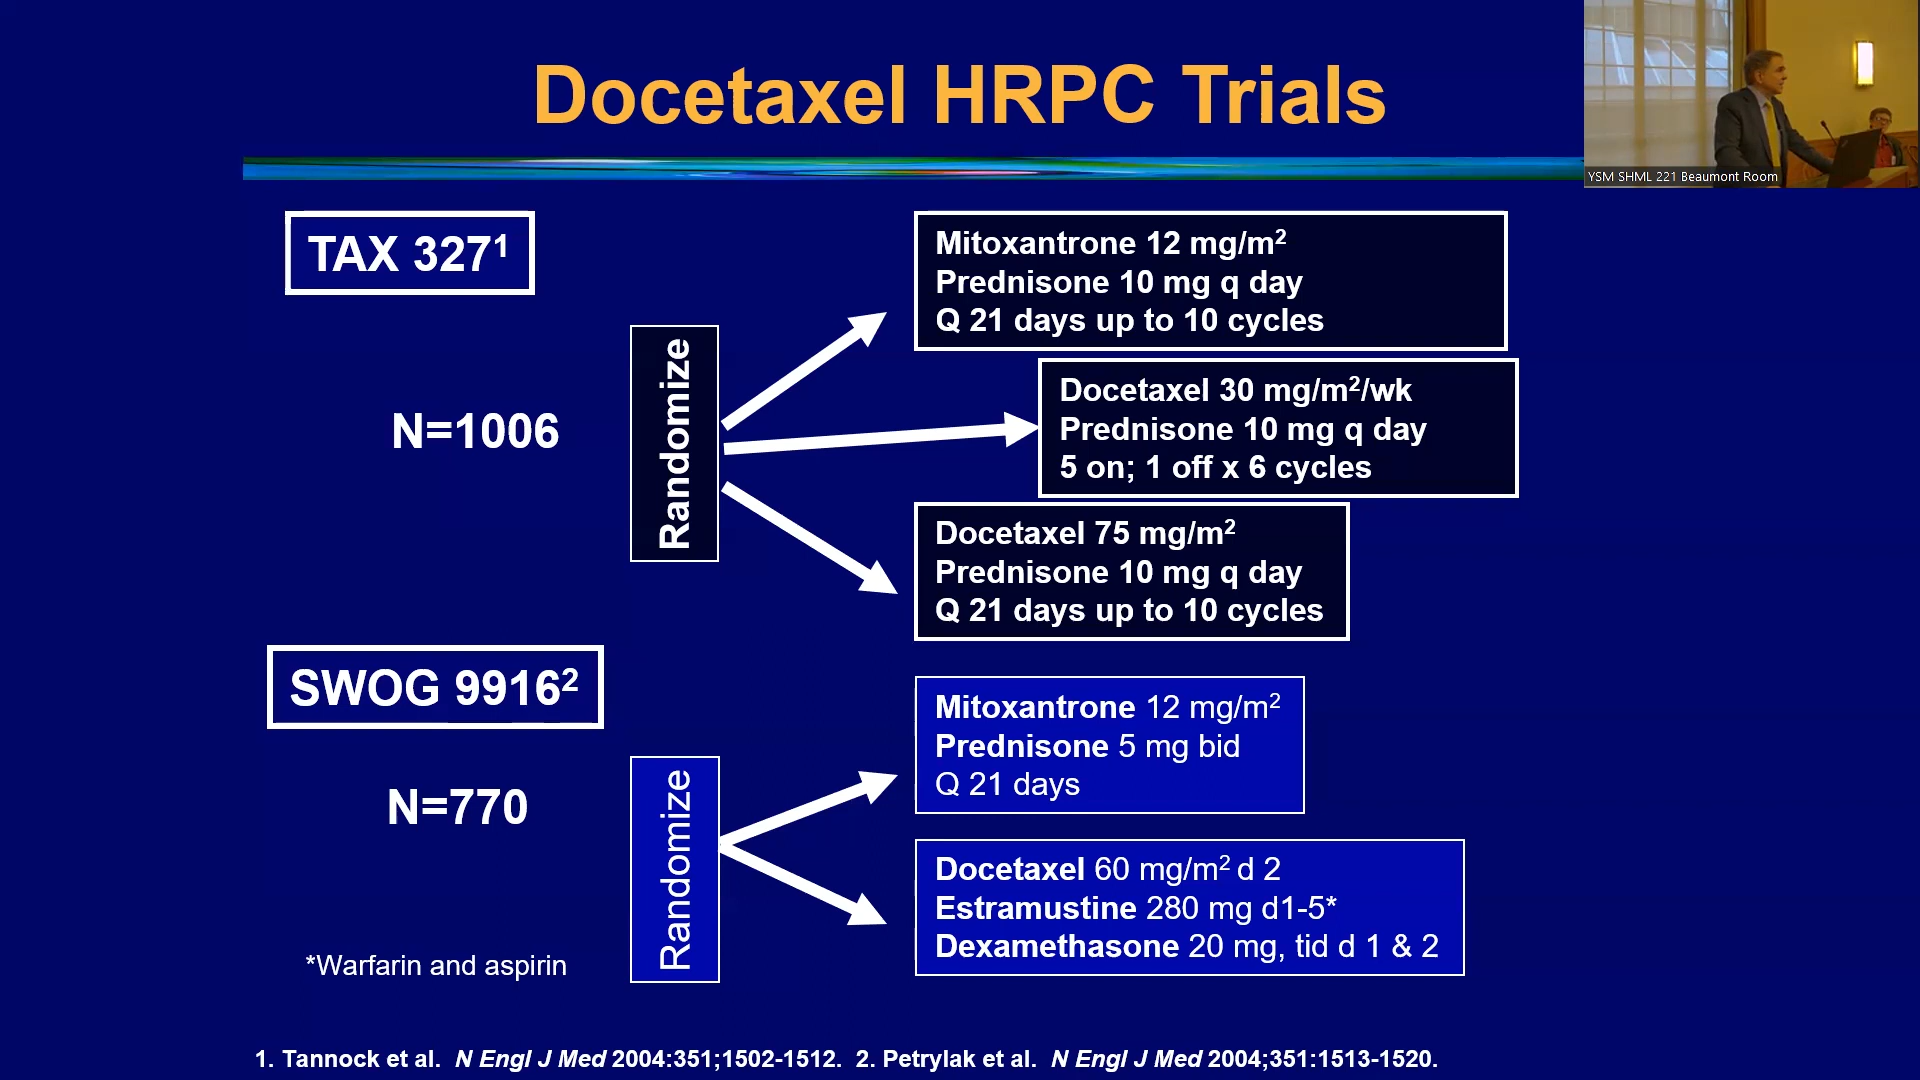 Docetaxel HRPC Trials
YSM SHML 221 Beaumont Room
TAX 327¹
N=1006
Randomize
Mitoxantrone 12 mg/m²
Prednisone 10 mg q day
Q 21 days up to 10 cycles
Docetaxel 30 mg/m²/wk
Prednisone 10 mg q day
5 on; 1 off x 6 cycles
Docetaxel 75 mg/m²
Prednisone 10 mg q day
Q 21 days up to 10 cycles
SWOG 9916²
N=770
Randomize
Mitoxantrone 12 mg/m²
Prednisone 5 mg bid
Q 21 days
Docetaxel 60 mg/m² d 2
Estramustine 280 mg d1-5*
Dexamethasone 20 mg, tid d 1 & 2
*Warfarin and aspirin
1. Tannock et al. N Engl J Med 2004:351;1502-1512. 2. Petrylak et al. N Engl J Med 2004;351:1513-1520.